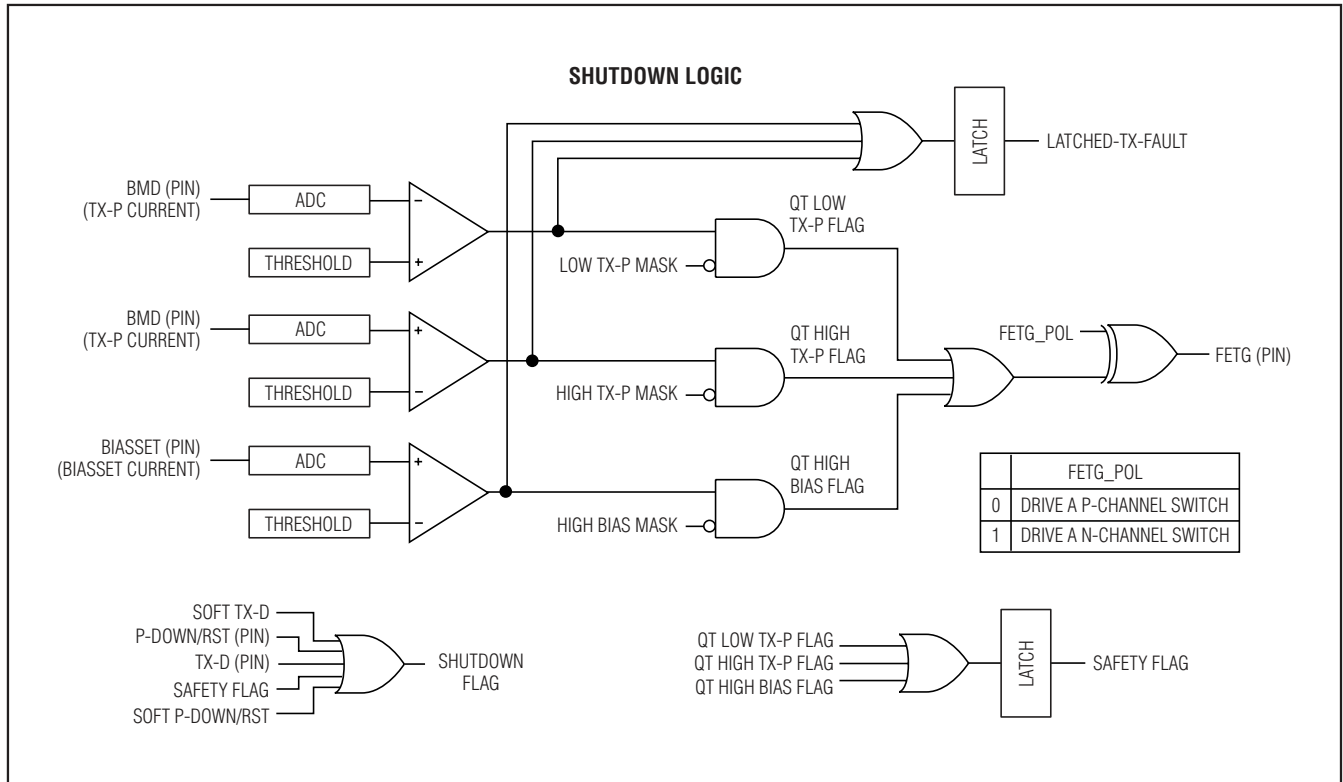 SHUTDOWN LOGIC
LATCH
LATCHED-TX-FAULT
BMD (PIN)
(TX-P CURRENT)
ADC
−
THRESHOLD
+
QT LOW
TX-P FLAG
LOW TX-P MASK
BMD (PIN)
(TX-P CURRENT)
ADC
+
THRESHOLD
−
QT HIGH
TX-P FLAG
HIGH TX-P MASK
FETG_POL
FETG (PIN)
BIASSET (PIN)
(BIASSET CURRENT)
ADC
+
THRESHOLD
−
QT HIGH
BIAS FLAG
HIGH BIAS MASK
FETG_POL
0 DRIVE A P-CHANNEL SWITCH
1 DRIVE A N-CHANNEL SWITCH
SOFT TX-D
P-DOWN/RST (PIN)
TX-D (PIN)
SAFETY FLAG
SOFT P-DOWN/RST
SHUTDOWN
FLAG
QT LOW TX-P FLAG
QT HIGH TX-P FLAG
QT HIGH BIAS FLAG
LATCH
SAFETY FLAG